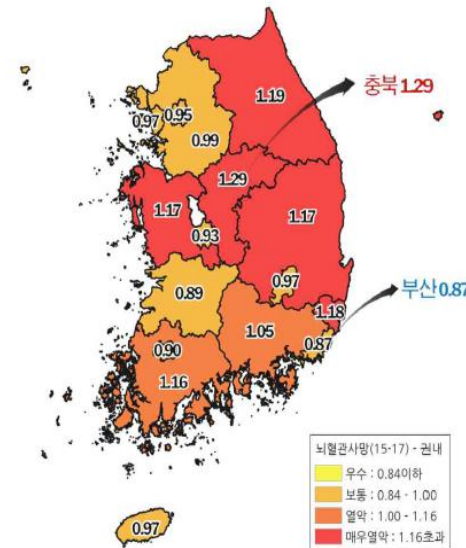 1.19
충북 1.29
0.97
0.95
0.99
1.29
1.17
1.17
0.93
0.97
부산 0.87
0.89
1.18
1.05
0.87
0.90
1.16
0.97
뇌혈관사망(15-17) - 권내
우수 : 0.84이하
보통 : 0.84 - 1.00
열악 : 1.00 - 1.16
매우열악 : 1.16초과